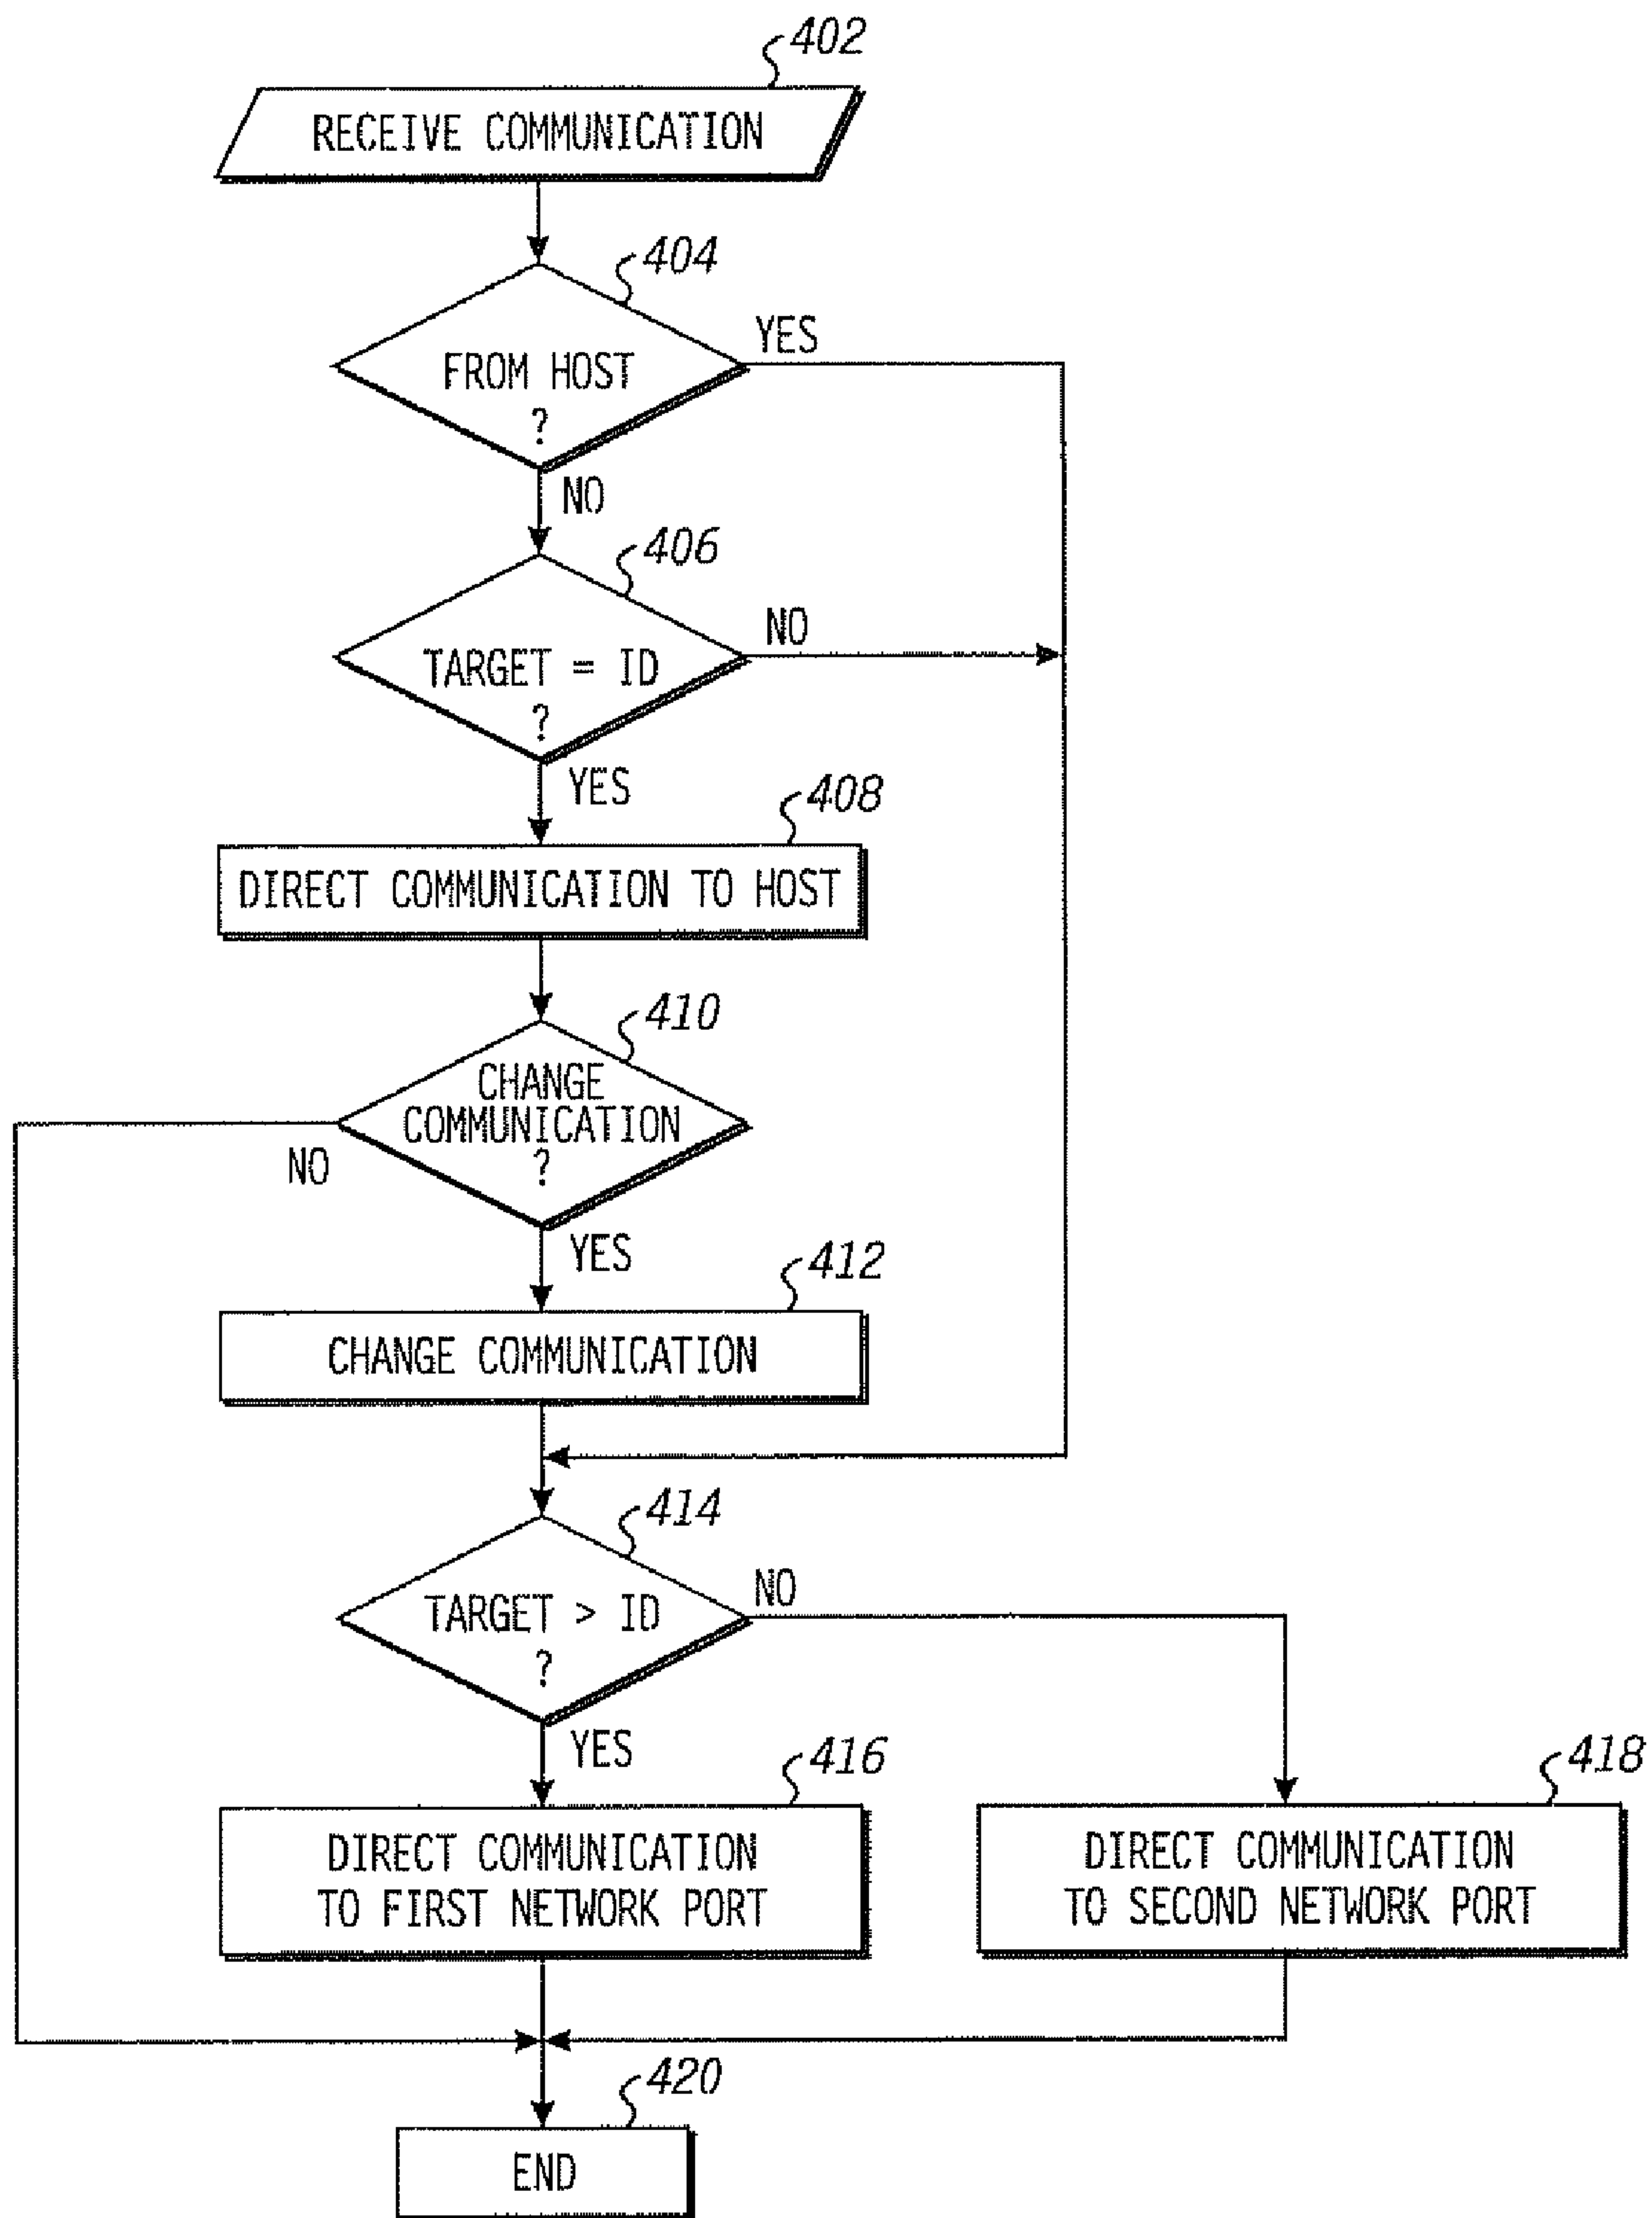 402
RECEIVE COMMUNICATION
404
FROM HOST
?
YES
NO
406
TARGET = ID
?
NO
YES
408
DIRECT COMMUNICATION TO HOST
410
CHANGE
COMMUNICATION
?
NO
YES
412
CHANGE COMMUNICATION
414
TARGET > ID
?
NO
YES
416
DIRECT COMMUNICATION
TO FIRST NETWORK PORT
418
DIRECT COMMUNICATION
TO SECOND NETWORK PORT
420
END